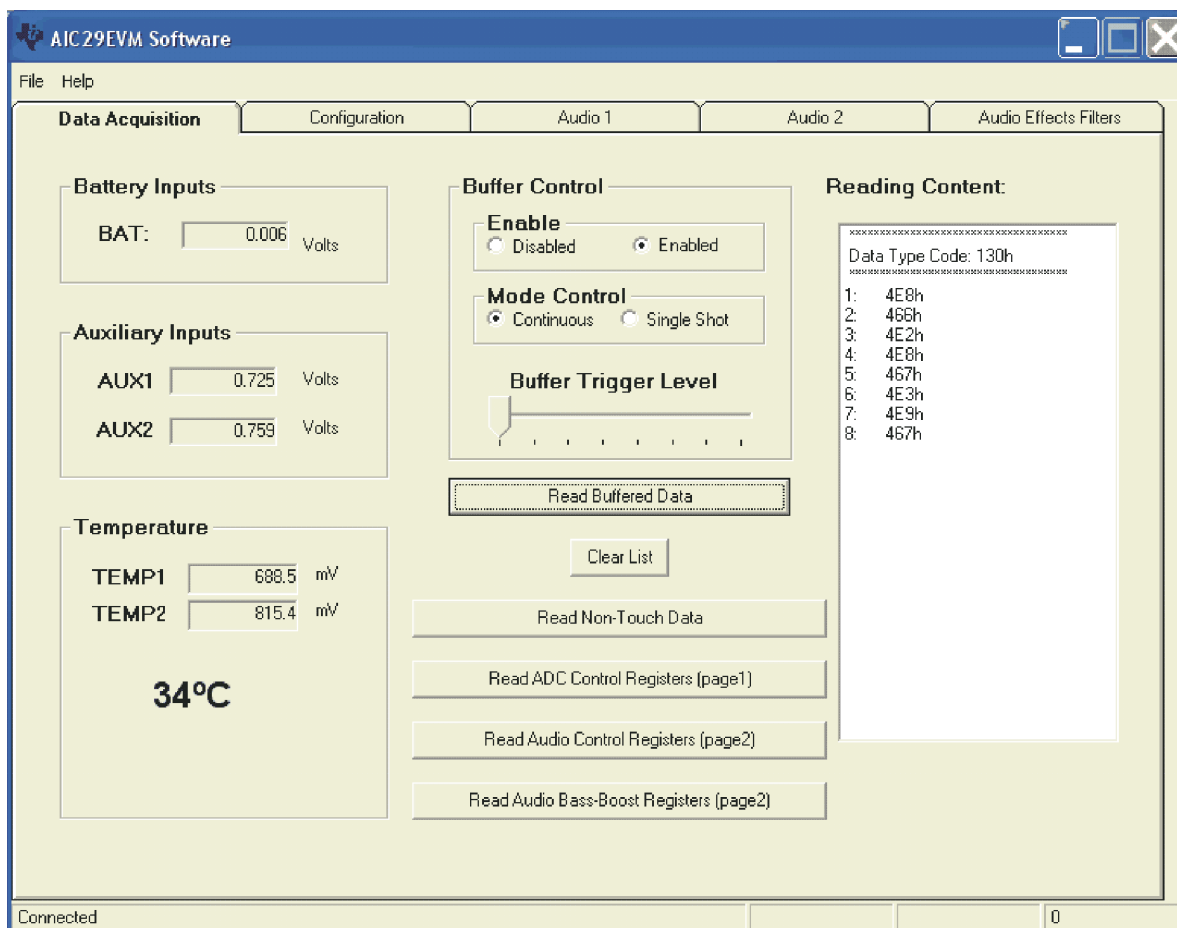 AIC29EVM Software
File Help
Data Acquisition Configuration Audio 1 Audio 2 Audio Effects Filters
Battery Inputs
BAT: 0.006 Volts
Auxiliary Inputs
AUX1 0.725 Volts
AUX2 0.759 Volts
Temperature
TEMP1 688.5 mV
TEMP2 815.4 mV
34ºC
Buffer Control
Enable
Disabled Enabled
Mode Control
Continuous Single Shot
Buffer Trigger Level
Read Buffered Data
Clear List
Read Non-Touch Data
Read ADC Control Registers (page1)
Read Audio Control Registers (page2)
Read Audio Bass-Boost Registers (page2)
Reading Content:
Data Type Code: 130h
1: 4E8h
2: 466h
3: 4E2h
4: 4E8h
5: 467h
6: 4E3h
7: 4E9h
8: 467h
Connected 0